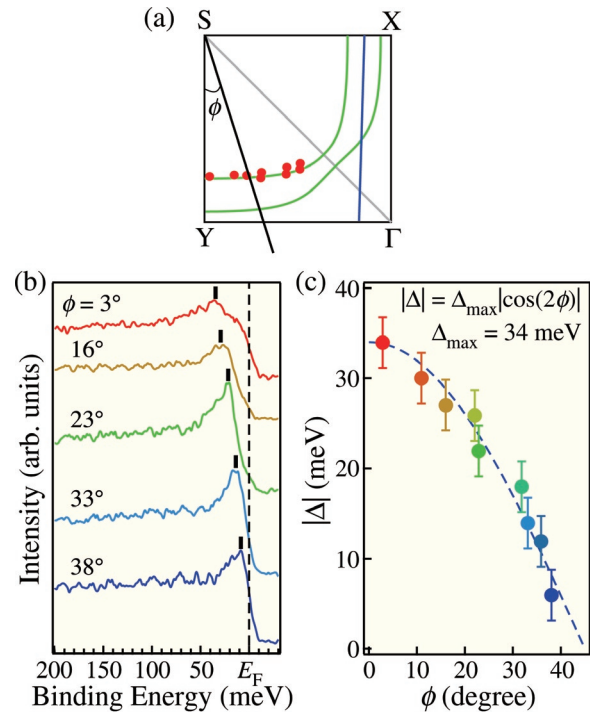 (a)
S
X
ϕ
Y
Γ
(b)
ϕ = 3°
16°
23°
33°
38°
Intensity (arb. units)
200
150
100
50
E_F
Binding Energy (meV)
(c)
|Δ| = Δ_max|cos(2ϕ)|
Δ_max = 34 meV
40
30
20
10
0
|Δ| (meV)
0
10
20
30
40
ϕ (degree)